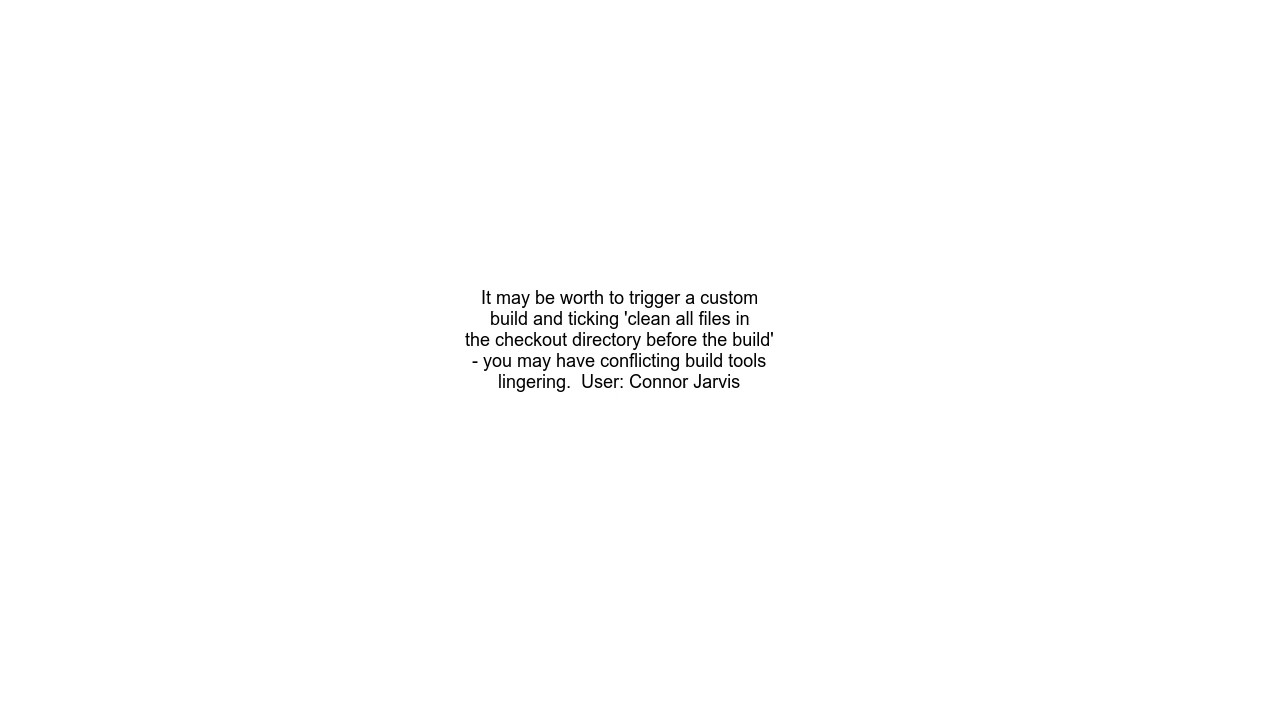 It may be worth to trigger a custom
build and ticking 'clean all files in
the checkout directory before the build'
- you may have conflicting build tools
lingering.  User: Connor Jarvis